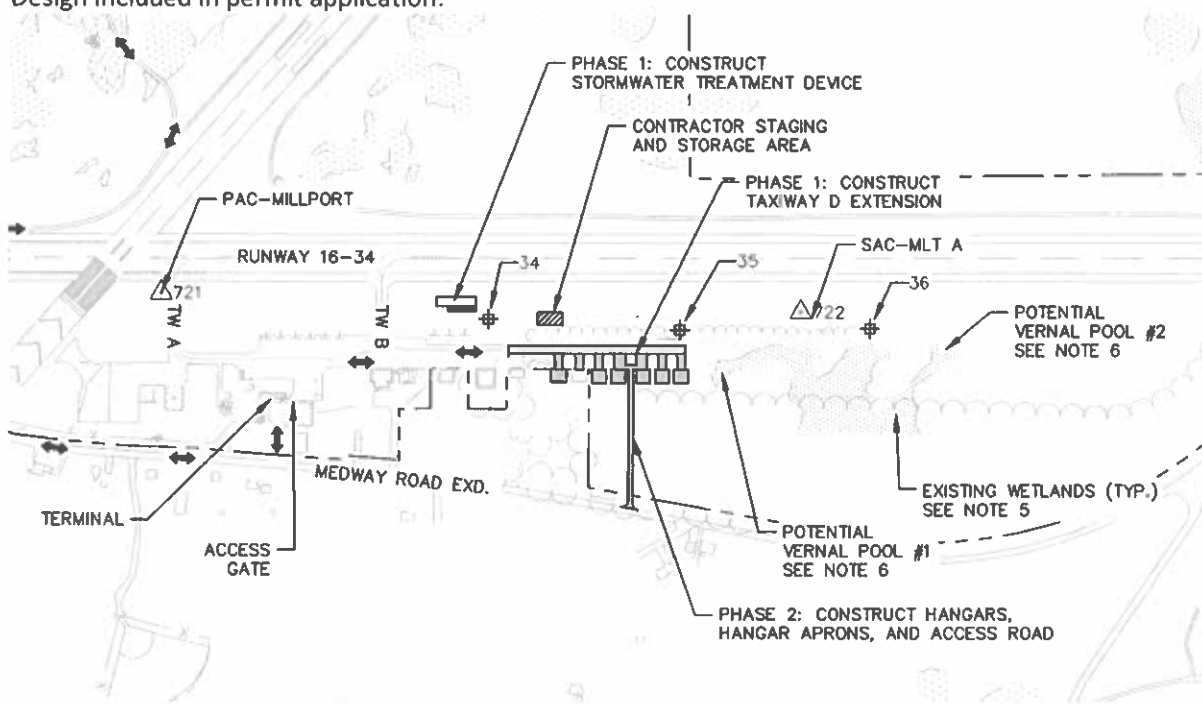 Design included in permit application.
PHASE 1: CONSTRUCT
STORMWATER TREATMENT DEVICE
CONTRACTOR STAGING
AND STORAGE AREA
PHASE 1: CONSTRUCT
TAXIWAY D EXTENSION
PAC-MILLPORT
RUNWAY 16-34
SAC-MLT A
34
35
36
721
722
TW A
TW B
POTENTIAL
VERNAL POOL #2
SEE NOTE 6
MEDWAY ROAD EXD.
EXISTING WETLANDS (TYP.)
SEE NOTE 5
TERMINAL
ACCESS
GATE
POTENTIAL
VERNAL POOL #1
SEE NOTE 6
PHASE 2: CONSTRUCT HANGARS,
HANGAR APRONS, AND ACCESS ROAD